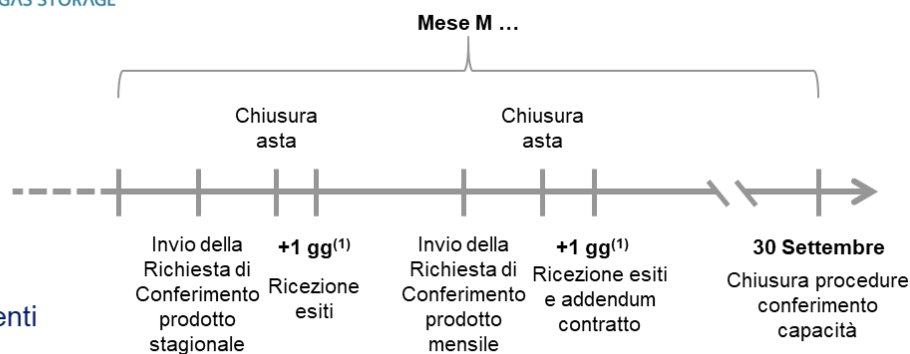 GAS STORAGE
Mese M ...
Chiusura
asta
Chiusura
asta
Invio della
Richiesta di
Conferimento
prodotto
stagionale
+1 gg(1)
Ricezione
esiti
Invio della
Richiesta di
Conferimento
prodotto
mensile
+1 gg(1)
Ricezione esiti
e addendum
contratto
30 Settembre
Chiusura procedure
conferimento
capacità
enti